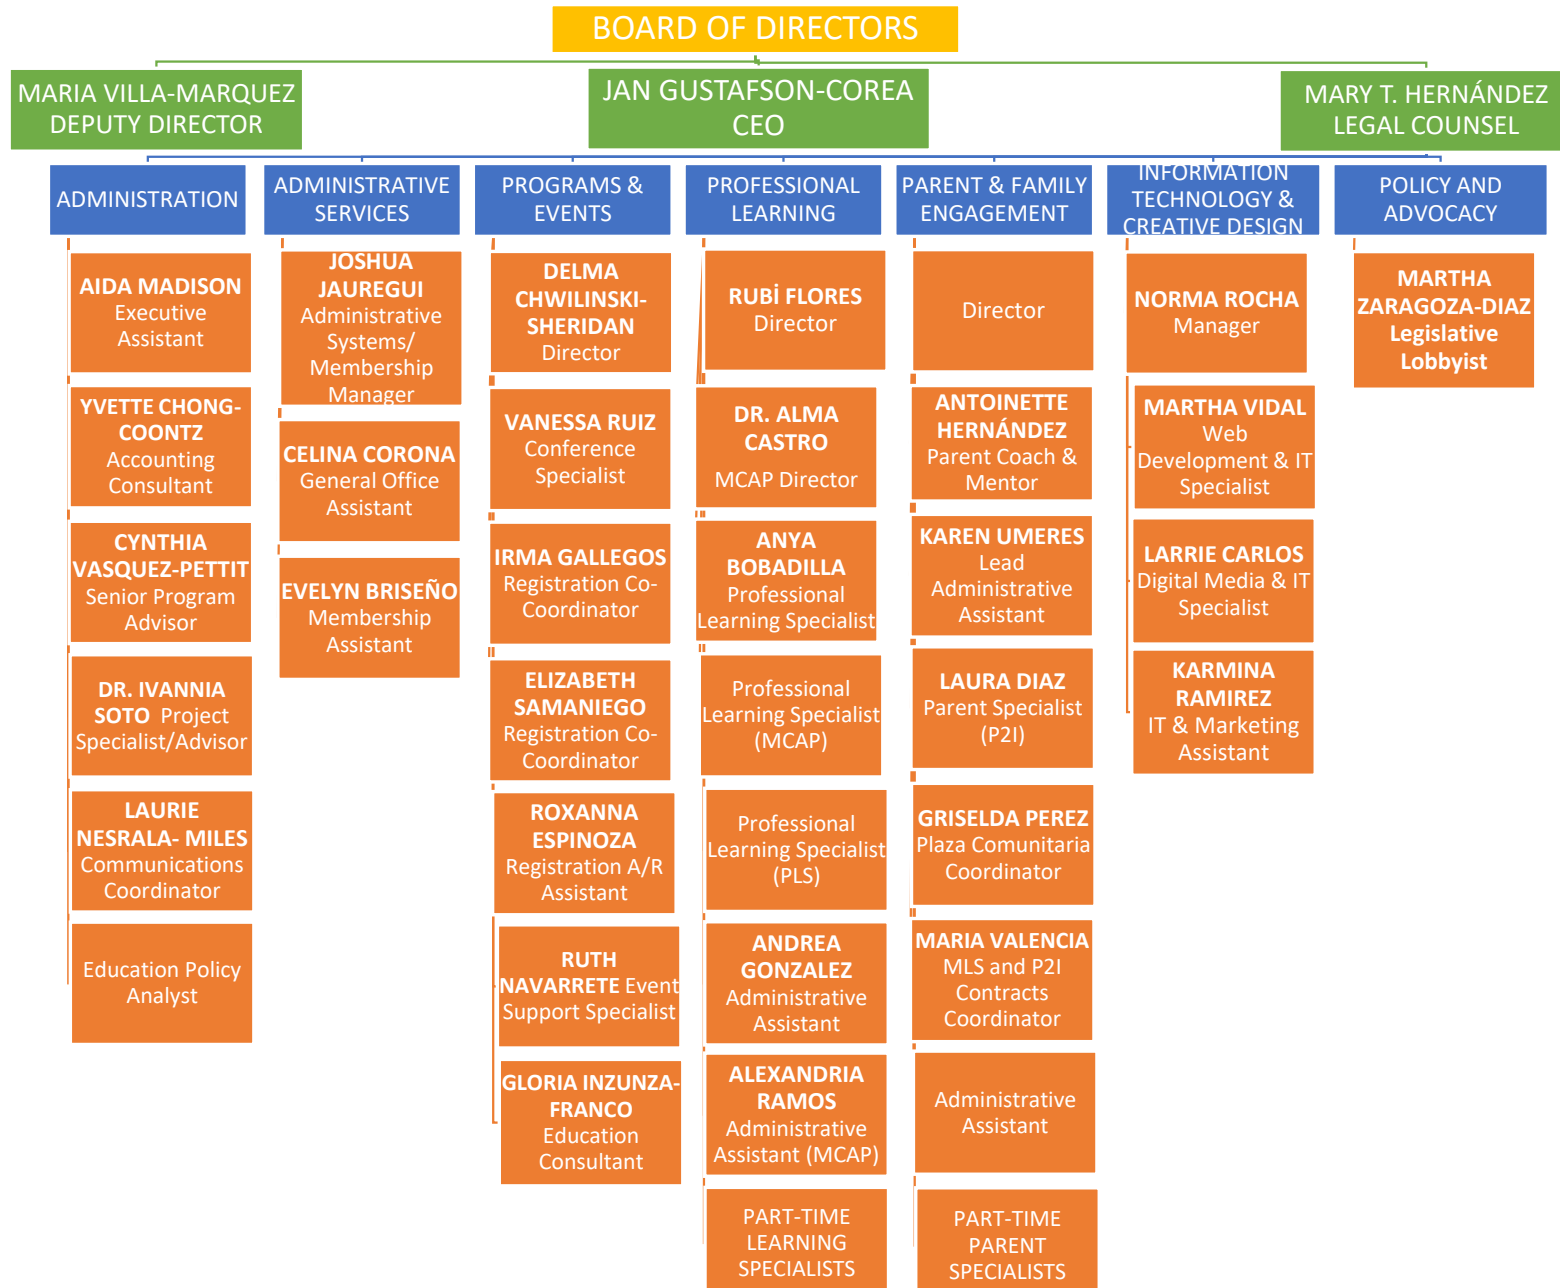 BOARD OF DIRECTORS
MARIA VILLA-MARQUEZ
DEPUTY DIRECTOR
JAN GUSTAFSON-COREA
CEO
MARY T. HERNÁNDEZ
LEGAL COUNSEL
ADMINISTRATION
ADMINISTRATIVE
SERVICES
PROGRAMS &
EVENTS
PROFESSIONAL
LEARNING
PARENT & FAMILY
ENGAGEMENT
INFORMATION
TECHNOLOGY &
CREATIVE DESIGN
POLICY AND
ADVOCACY
AIDA MADISON
Executive
Assistant
YVETTE CHONG-
COONTZ
Accounting
Consultant
CYNTHIA
VASQUEZ-PETTIT
Senior Program
Advisor
DR. IVANNIA
SOTO Project
Specialist/Advisor
LAURIE
NESRALA- MILES
Communications
Coordinator
Education Policy
Analyst
JOSHUA
JAUREGUI
Administrative
Systems/
Membership
Manager
CELINA CORONA
General Office
Assistant
EVELYN BRISEÑO
Membership
Assistant
DELMA
CHWILINSKI-
SHERIDAN
Director
VANESSA RUIZ
Conference
Specialist
IRMA GALLEGOS
Registration Co-
Coordinator
ELIZABETH
SAMANIEGO
Registration Co-
Coordinator
ROXANNA
ESPINOZA
Registration A/R
Assistant
RUTH
NAVARRETE Event
Support Specialist
GLORIA INZUNZA-
FRANCO
Education
Consultant
RUBİ FLORES
Director
DR. ALMA
CASTRO
MCAP Director
ANYA
BOBADILLA
Professional
Learning Specialist
Professional
Learning Specialist
(MCAP)
Professional
Learning Specialist
(PLS)
ANDREA
GONZALEZ
Administrative
Assistant
ALEXANDRIA
RAMOS
Administrative
Assistant (MCAP)
PART-TIME
LEARNING
SPECIALISTS
Director
ANTOINETTE
HERNÁNDEZ
Parent Coach &
Mentor
KAREN UMERES
Lead
Administrative
Assistant
LAURA DIAZ
Parent Specialist
(P2I)
GRISELDA PEREZ
Plaza Comunitaria
Coordinator
MARIA VALENCIA
MLS and P2I
Contracts
Coordinator
Administrative
Assistant
PART-TIME
PARENT
SPECIALISTS
NORMA ROCHA
Manager
MARTHA VIDAL
Web
Development & IT
Specialist
LARRIE CARLOS
Digital Media & IT
Specialist
KARMINA
RAMIREZ
IT & Marketing
Assistant
MARTHA
ZARAGOZA-DIAZ
Legislative
Lobbyist